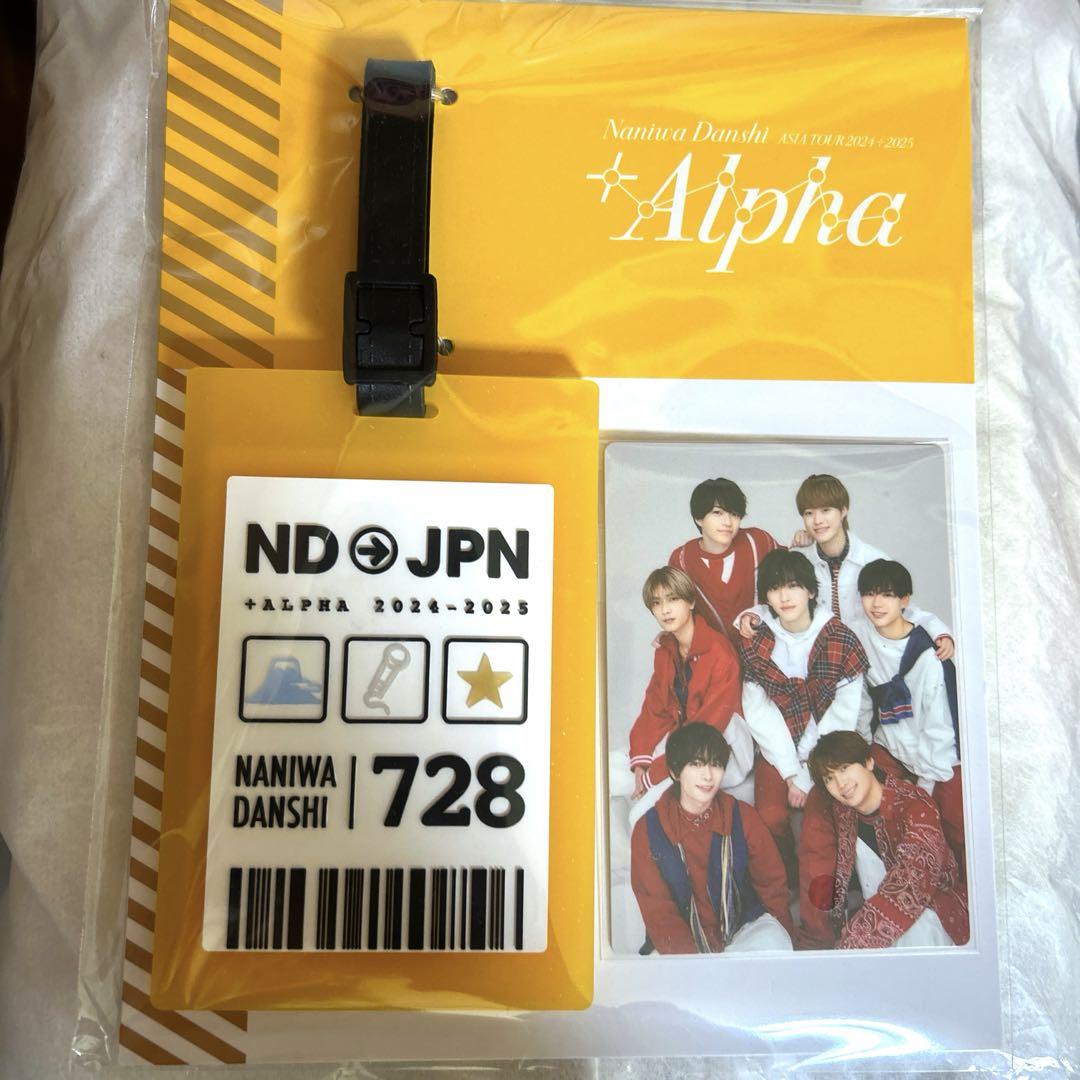 Naniwa Danshi ASIA TOUR 2024+2025
+Alpha
ND JPN
+ALPHA 2024-2025
NANIWA
DANSHI
728